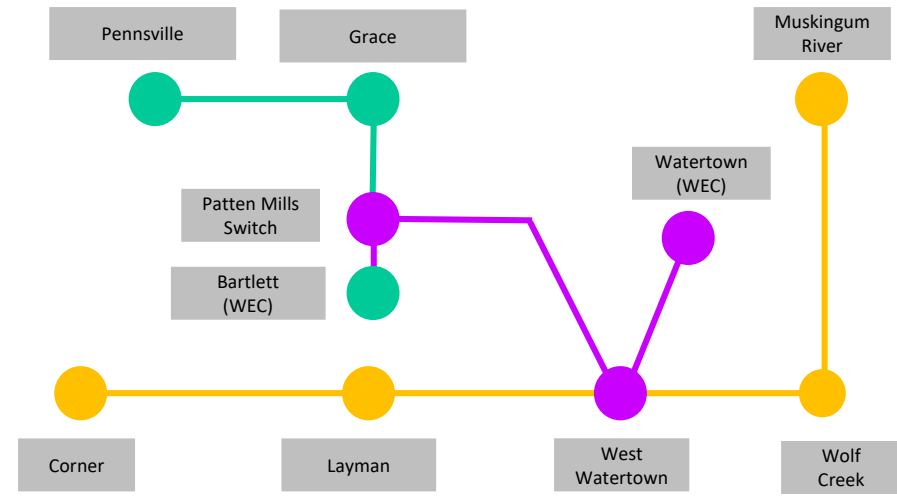 Pennsville
Grace
Muskingum
River
Watertown
(WEC)
Patten Mills
Switch
Bartlett
(WEC)
Corner
Layman
West
Watertown
Wolf
Creek